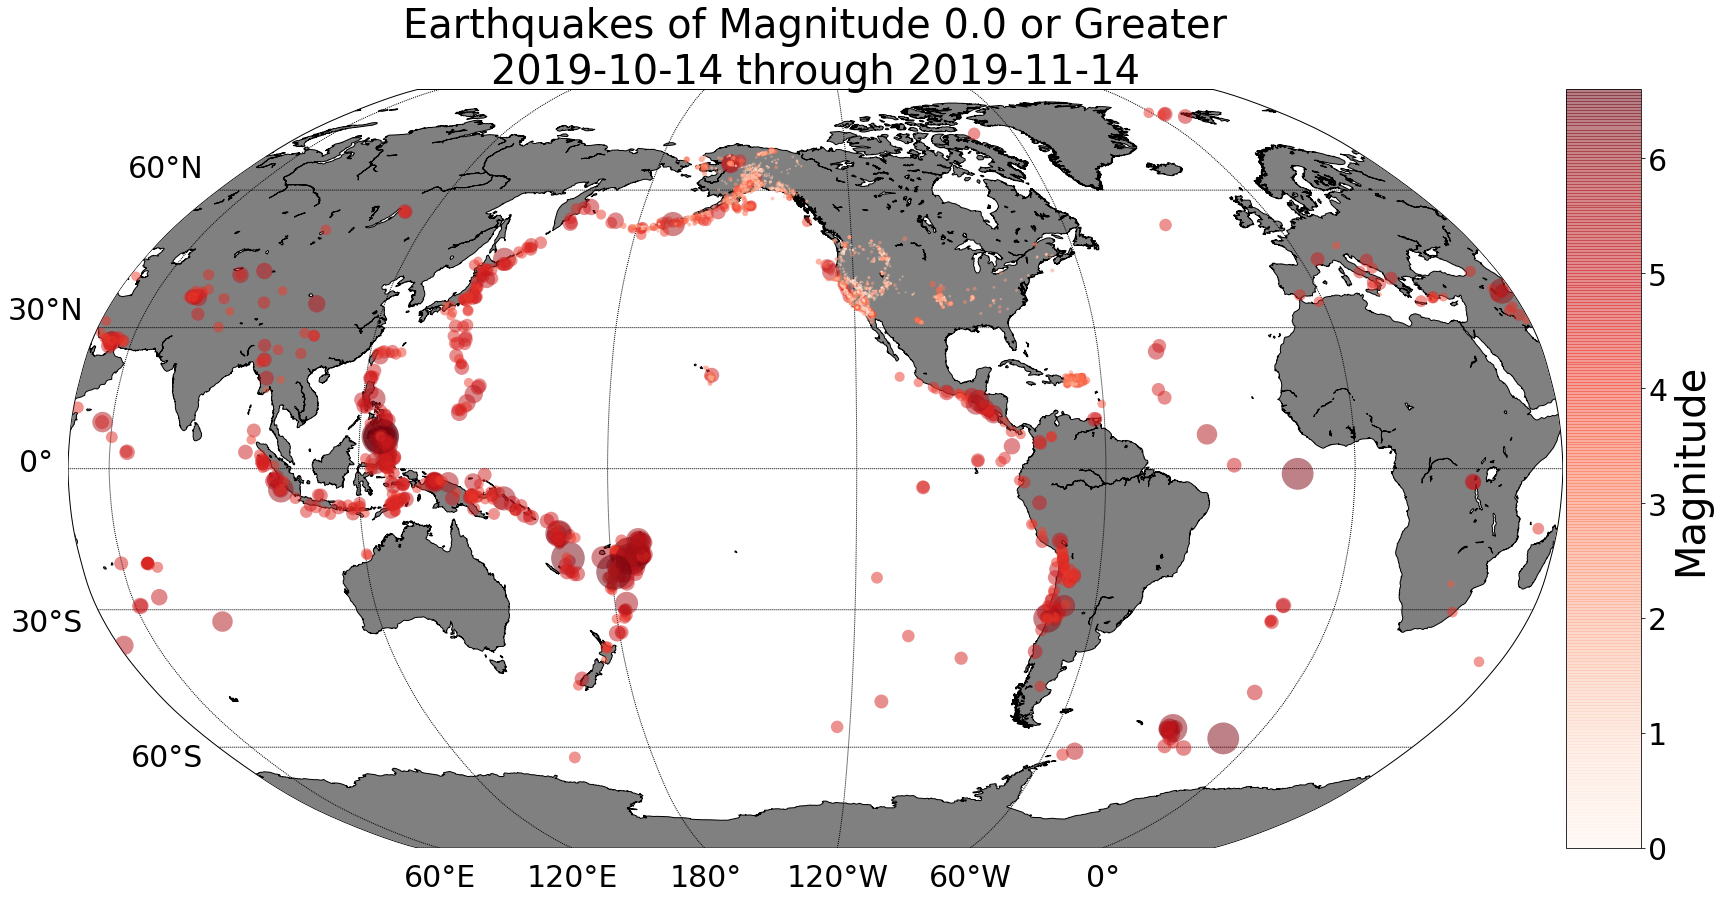 Earthquakes of Magnitude 0.0 or Greater
2019-10-14 through 2019-11-14
60°N
30°N
0°
30°S
60°S
60°E 120°E 180° 120°W 60°W 0°
6
5
4
3
2
1
0
Magnitude